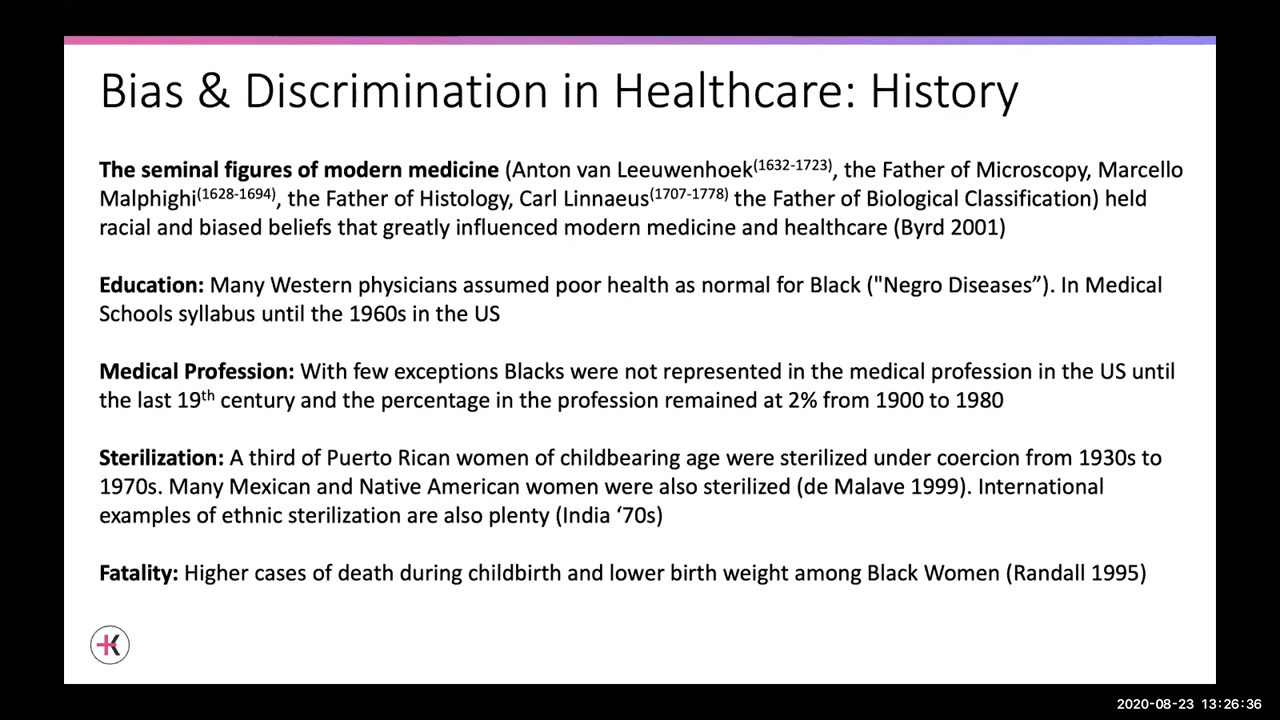 Bias & Discrimination in Healthcare: History
The seminal figures of modern medicine (Anton van Leeuwenhoek(1632-1723), the Father of Microscopy, Marcello
Malphighi(1628-1694), the Father of Histology, Carl Linnaeus(1707-1778) the Father of Biological Classification) held
racial and biased beliefs that greatly influenced modern medicine and healthcare (Byrd 2001)
Education: Many Western physicians assumed poor health as normal for Black ("Negro Diseases”). In Medical
Schools syllabus until the 1960s in the US
Medical Profession: With few exceptions Blacks were not represented in the medical profession in the US until
the last 19th century and the percentage in the profession remained at 2% from 1900 to 1980
Sterilization: A third of Puerto Rican women of childbearing age were sterilized under coercion from 1930s to
1970s. Many Mexican and Native American women were also sterilized (de Malave 1999). International
examples of ethnic sterilization are also plenty (India ‘70s)
Fatality: Higher cases of death during childbirth and lower birth weight among Black Women (Randall 1995)
K
2020-08-23 13:26:36